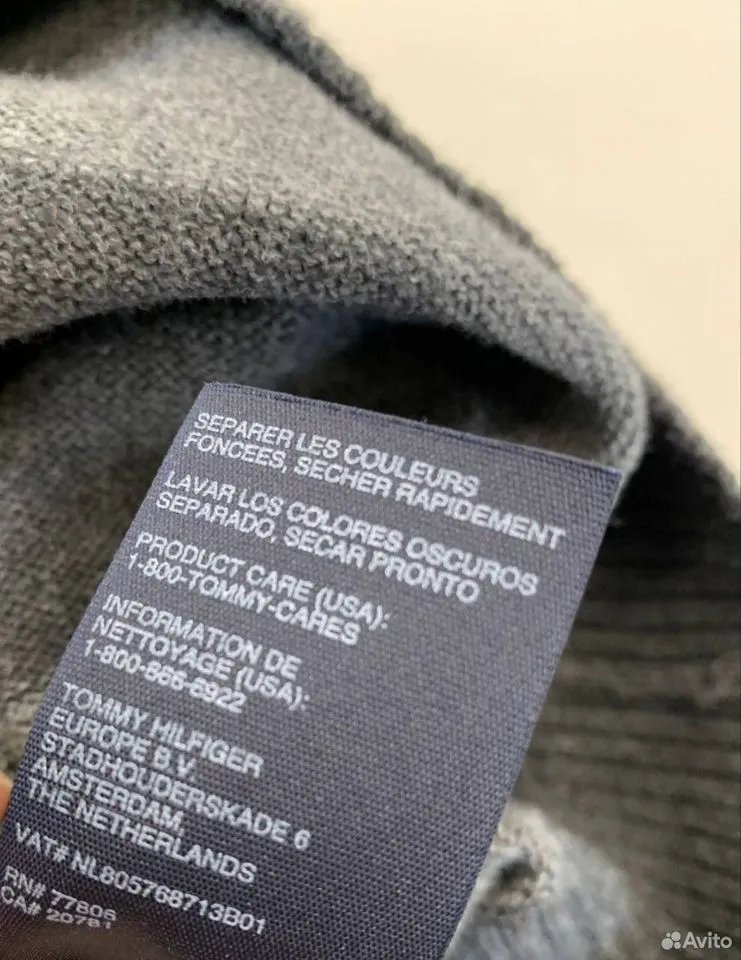 SEPARER LES COULEURS
FONCEES, SECHER RAPIDEMENT
LAVAR LOS COLORES OSCUROS
SEPARADO, SECAR PRONTO
PRODUCT CARE (USA):
1-800-TOMMY-CARES
INFORMATION DE
NETTOYAGE (USA):
1-800-866-6922
TOMMY HILFIGER
EUROPE B.V.
STADHOUDERSKADE 6
AMSTERDAM,
THE NETHERLANDS
VAT# NL805768713B01
RN# 77806
CA# 20781
Avito